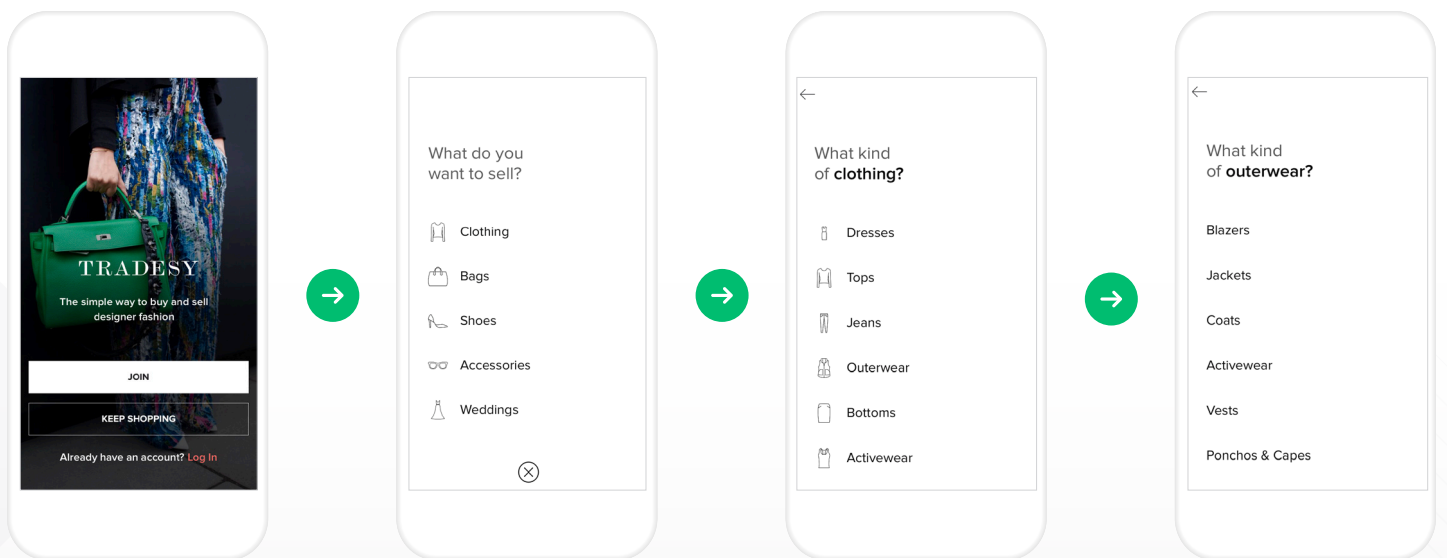 TRADESY
The simple way to buy and sell
designer fashion
JOIN
KEEP SHOPPING
Already have an account? Log In
What do you
want to sell?
Clothing
Bags
Shoes
Accessories
Weddings
What kind
of clothing?
Dresses
Tops
Jeans
Outerwear
Bottoms
Activewear
What kind
of outerwear?
Blazers
Jackets
Coats
Activewear
Vests
Ponchos & Capes